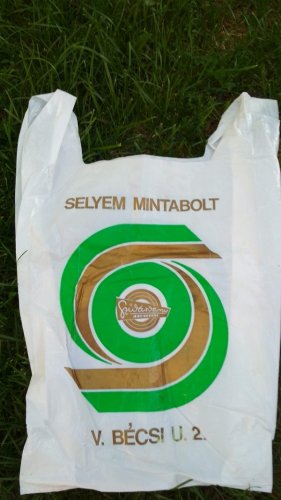 SELYEM MINTABOLT
V. BÉCSI U. 2.